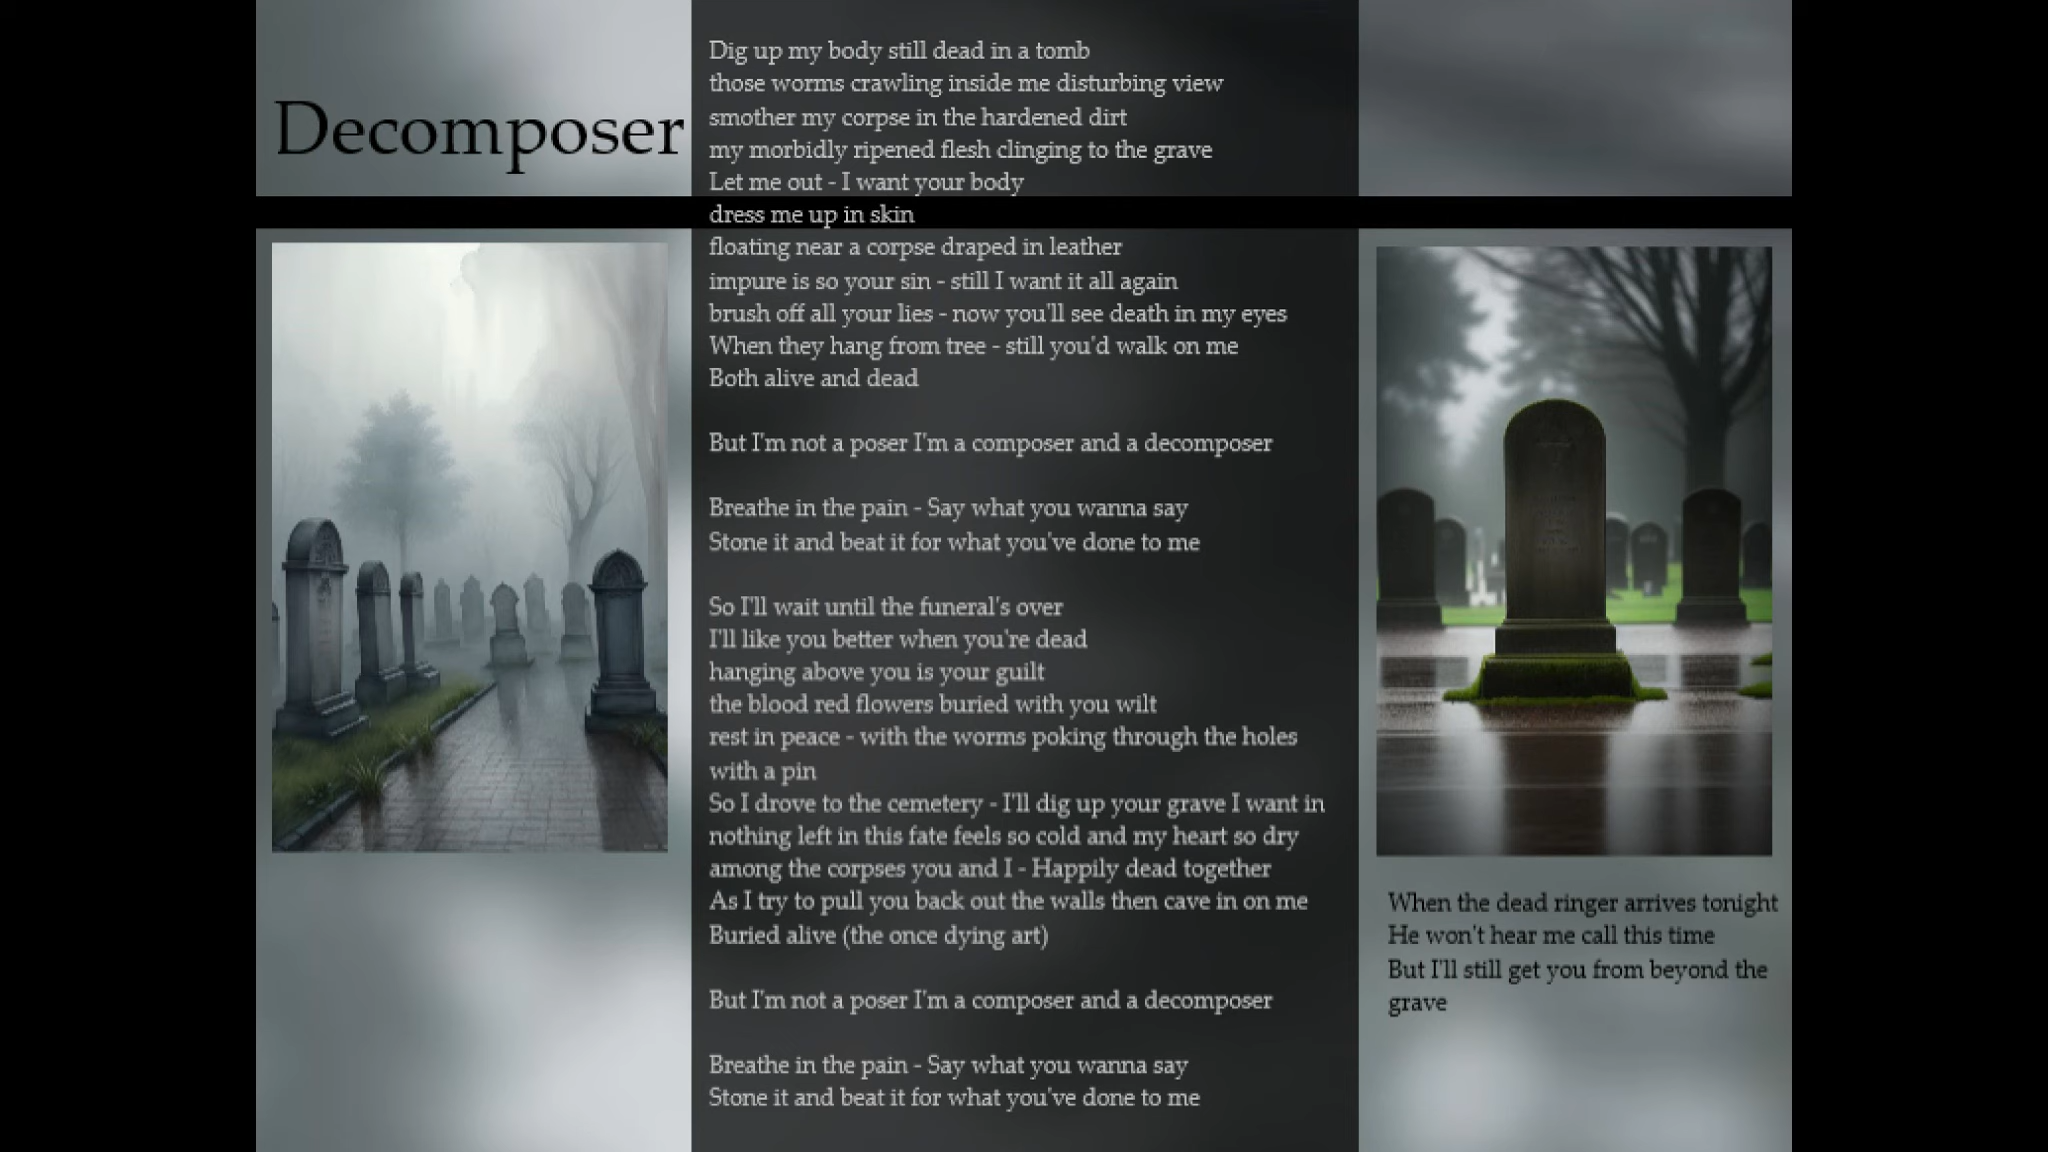 Decomposer
Dig up my body still dead in a tomb
those worms crawling inside me disturbing view
smother my corpse in the hardened dirt
my morbidly ripened flesh clinging to the grave
Let me out - I want your body
dress me up in skin
floating near a corpse draped in leather
impure is so your sin - still I want it all again
brush off all your lies - now you'll see death in my eyes
When they hang from tree - still you'd walk on me
Both alive and dead
But I'm not a poser I'm a composer and a decomposer
Breathe in the pain - Say what you wanna say
Stone it and beat it for what you've done to me
So I'll wait until the funeral's over
I'll like you better when you're dead
hanging above you is your guilt
the blood red flowers buried with you wilt
rest in peace - with the worms poking through the holes
with a pin
So I drove to the cemetery - I'll dig up your grave I want in
nothing left in this fate feels so cold and my heart so dry
among the corpses you and I - Happily dead together
As I try to pull you back out the walls then cave in on me
Buried alive (the once dying art)
But I'm not a poser I'm a composer and a decomposer
Breathe in the pain - Say what you wanna say
Stone it and beat it for what you've done to me
When the dead ringer arrives tonight
He won't hear me call this time
But I'll still get you from beyond the
grave